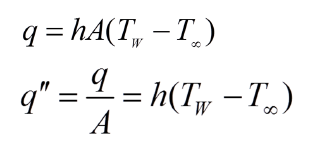 q = hA(T_W − T_∞)
q″ = q/A = h(T_W − T_∞)